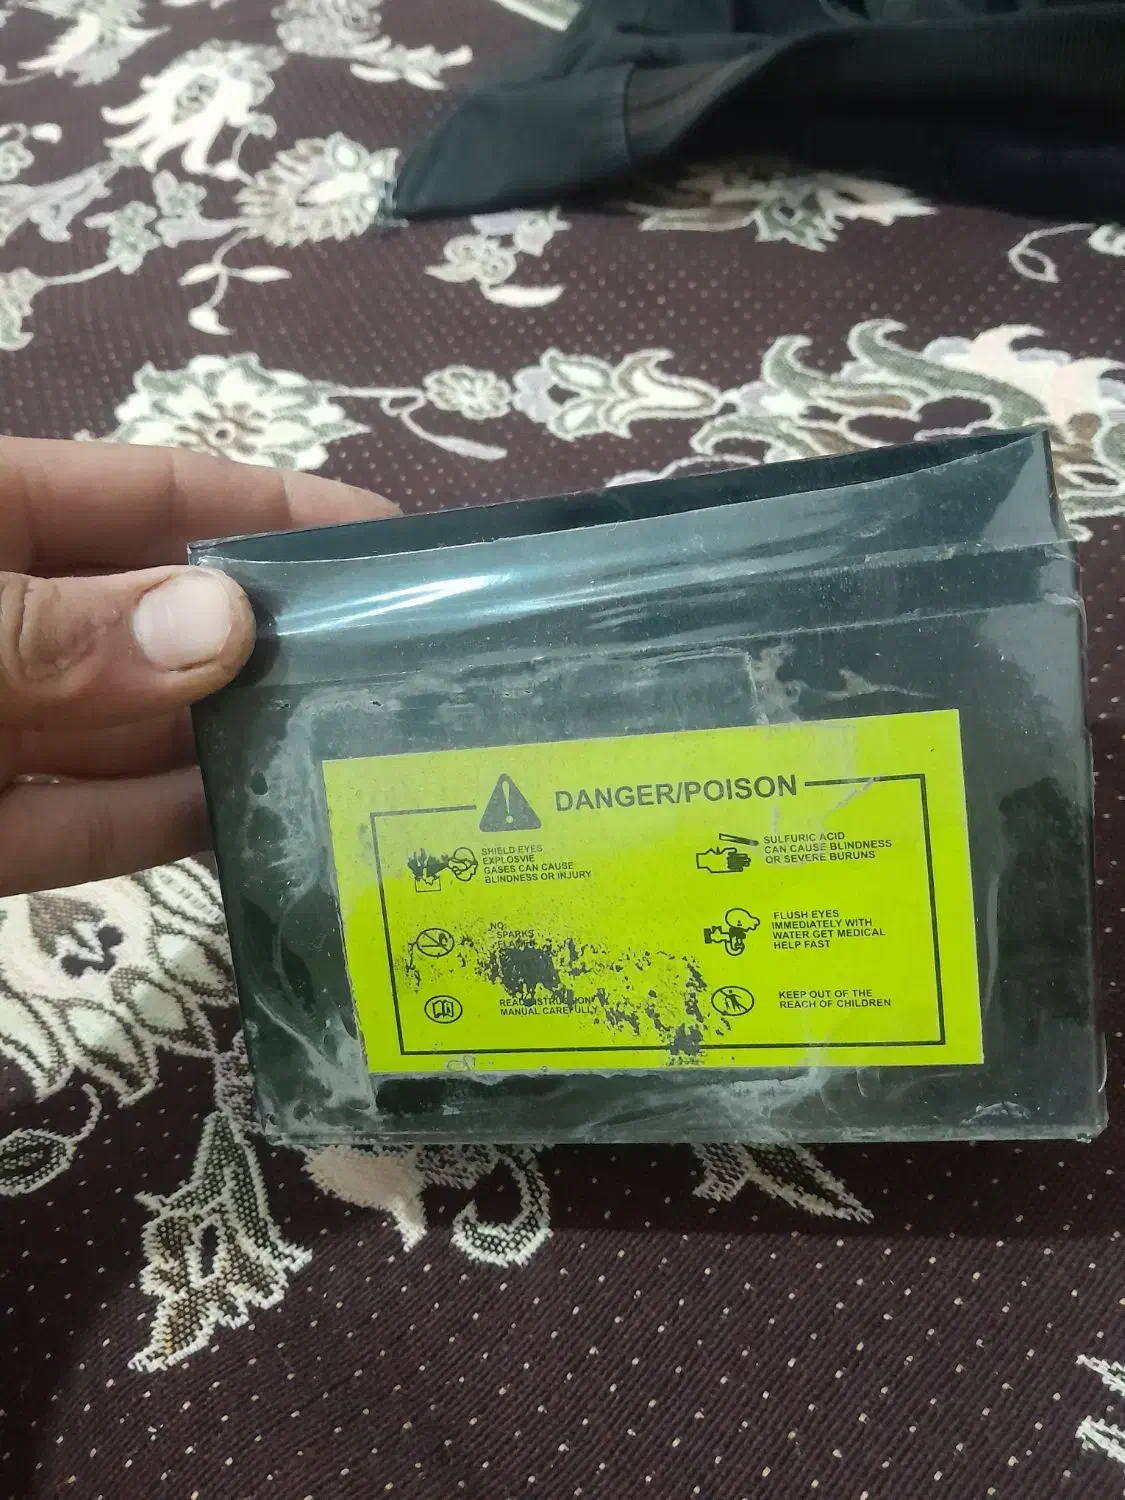 DANGER/POISON
SHIELD EYES
EXPLOSVIE
GASES CAN CAUSE
BLINDNESS OR INJURY
SULFURIC ACID
CAN CAUSE BLINDNESS
OR SEVERE BURUNS
NO
SPARKS
FLUSH EYES
IMMEDIATELY WITH
WATER GET MEDICAL
HELP FAST
READ INSTRUCTION
MANUAL CAREFULLY
KEEP OUT OF THE
REACH OF CHILDREN